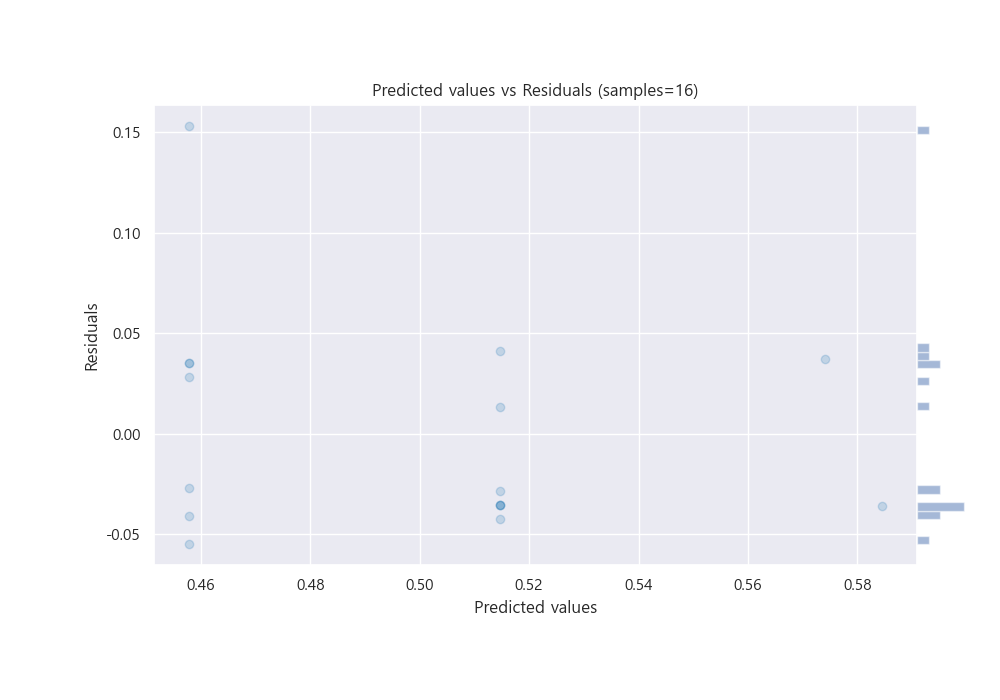 Predicted values vs Residuals (samples=16)
0.15
0.10
0.05
0.00
-0.05
Residuals
0.46 0.48 0.50 0.52 0.54 0.56 0.58
Predicted values